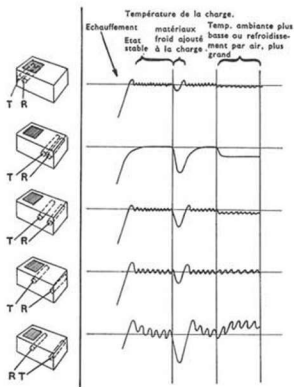 Température de la charge.
Echauffement
Etat
stable
matériaux
froid ajouté
à la charge.
Temp. ambiante plus
basse ou refroidisse-
ment par air, plus
grand
T R
T R
T R
T R
R T